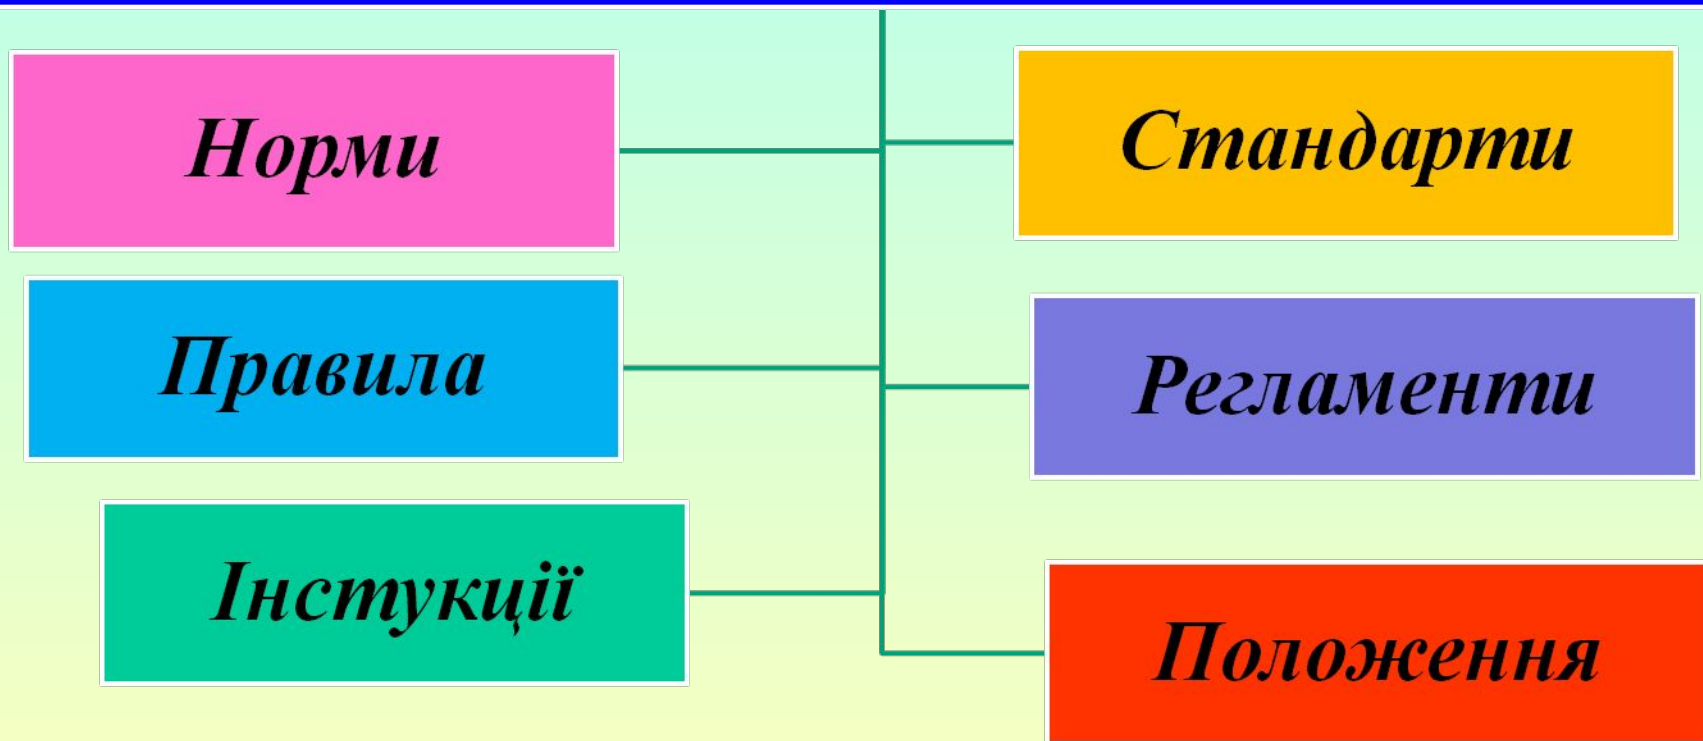 Норми
Стандарти
Правила
Регламенти
Інстукції
Положення